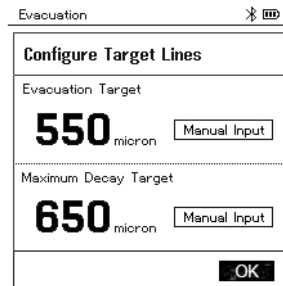 Evacuation
Configure Target Lines
Evacuation Target
550 micron Manual Input
Maximum Decay Target
650 micron Manual Input
OK